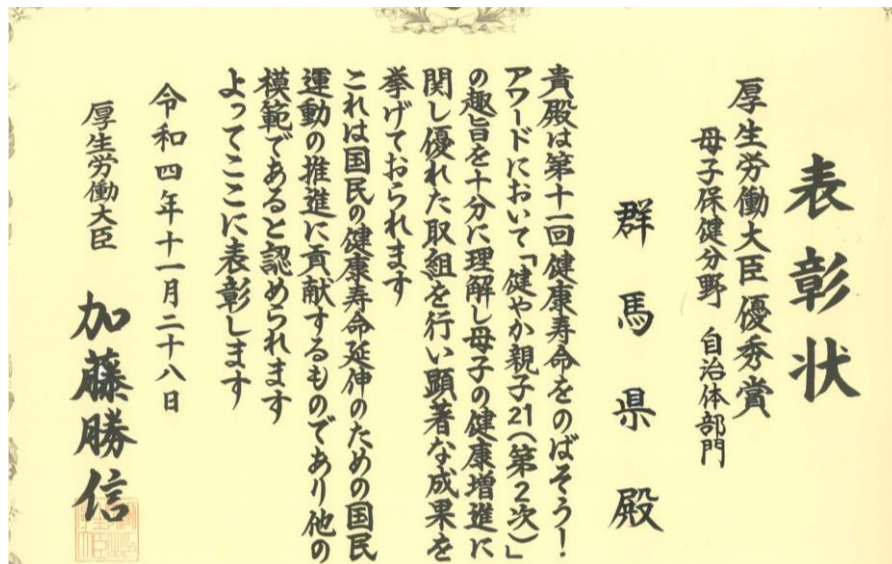 表彰状
厚生労働大臣優秀賞
母子保健分野 自治体部門
群馬県殿
貴殿は第十一回健康寿命をのばそう！
アワードにおいて「健やか親子21(第2次)」
の趣旨を十分に理解し母子の健康増進に
関し優れた取組を行い顕著な成果を
挙げておられます
これは国民の健康寿命延伸のための国民
運動の推進に貢献するものであり他の
模範であると認められます
よってここに表彰します
令和四年十一月二十八日
厚生労働大臣 加藤勝信